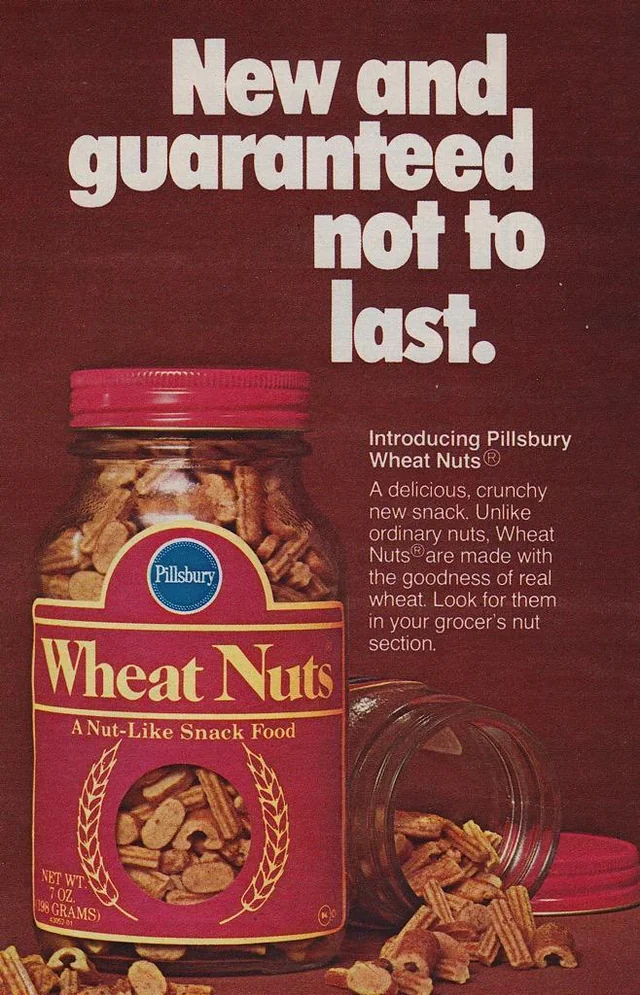 New and
guaranteed
not to
last.
Introducing Pillsbury
Wheat Nuts®
A delicious, crunchy
new snack. Unlike
ordinary nuts, Wheat
Nuts® are made with
the goodness of real
wheat. Look for them
in your grocer's nut
section.
Pillsbury
Wheat Nuts®
A Nut-Like Snack Food
NET WT.
7 OZ.
(198 GRAMS)